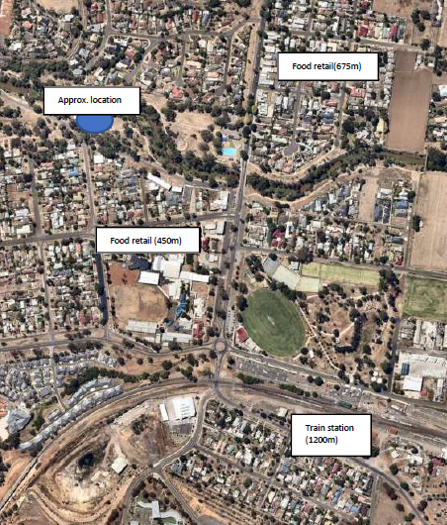 Food retail(675m)
Approx. location
Food retail (450m)
Train station
(1200m)